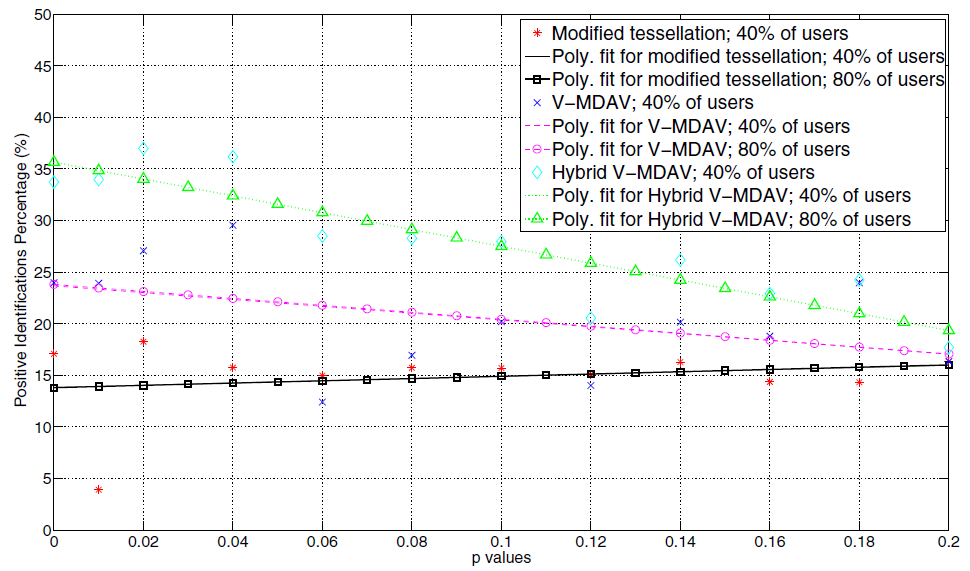 50
45
40
35
30
25
20
15
10
5
0
Positive Identifications Percentage (%)
Modified tessellation; 40% of users
Poly. fit for modified tessellation; 40% of users
Poly. fit for modified tessellation; 80% of users
V−MDAV; 40% of users
Poly. fit for V−MDAV; 40% of users
Poly. fit for V−MDAV; 80% of users
Hybrid V−MDAV; 40% of users
Poly. fit for Hybrid V−MDAV; 40% of users
Poly. fit for Hybrid V−MDAV; 80% of users
0 0.02 0.04 0.06 0.08 0.1 0.12 0.14 0.16 0.18 0.2
p values